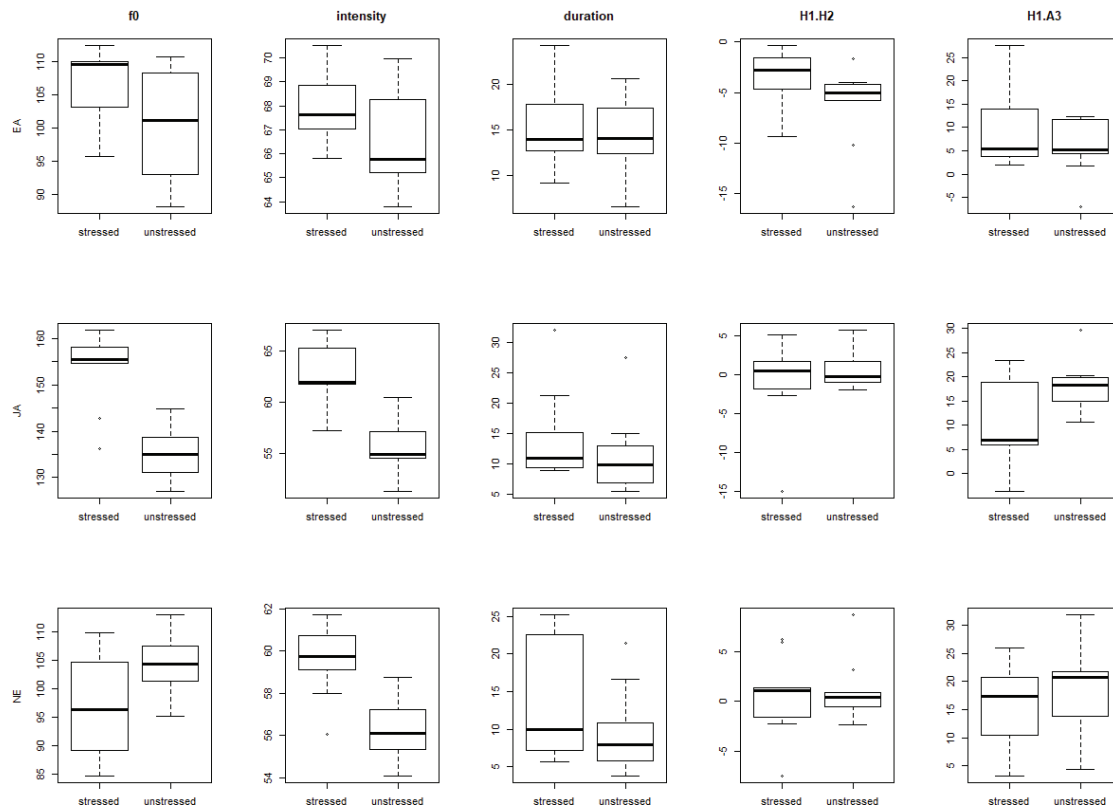 f0 intensity duration H1.H2 H1.A3
EA
90 95 100 105 110
64 65 66 67 68 69 70
10 15 20
-15 -10 -5 0
-5 0 5 10 15 20 25
stressed unstressed stressed unstressed stressed unstressed stressed unstressed stressed unstressed
JA
130 140 150 160
55 60 65
5 10 15 20 25 30
-15 -10 -5 0 5
0 5 10 15 20 25 30
stressed unstressed stressed unstressed stressed unstressed stressed unstressed stressed unstressed
NE
85 90 95 100 105 110
54 56 58 60 62
5 10 15 20 25
-5 0 5
5 10 15 20 25 30
stressed unstressed stressed unstressed stressed unstressed stressed unstressed stressed unstressed